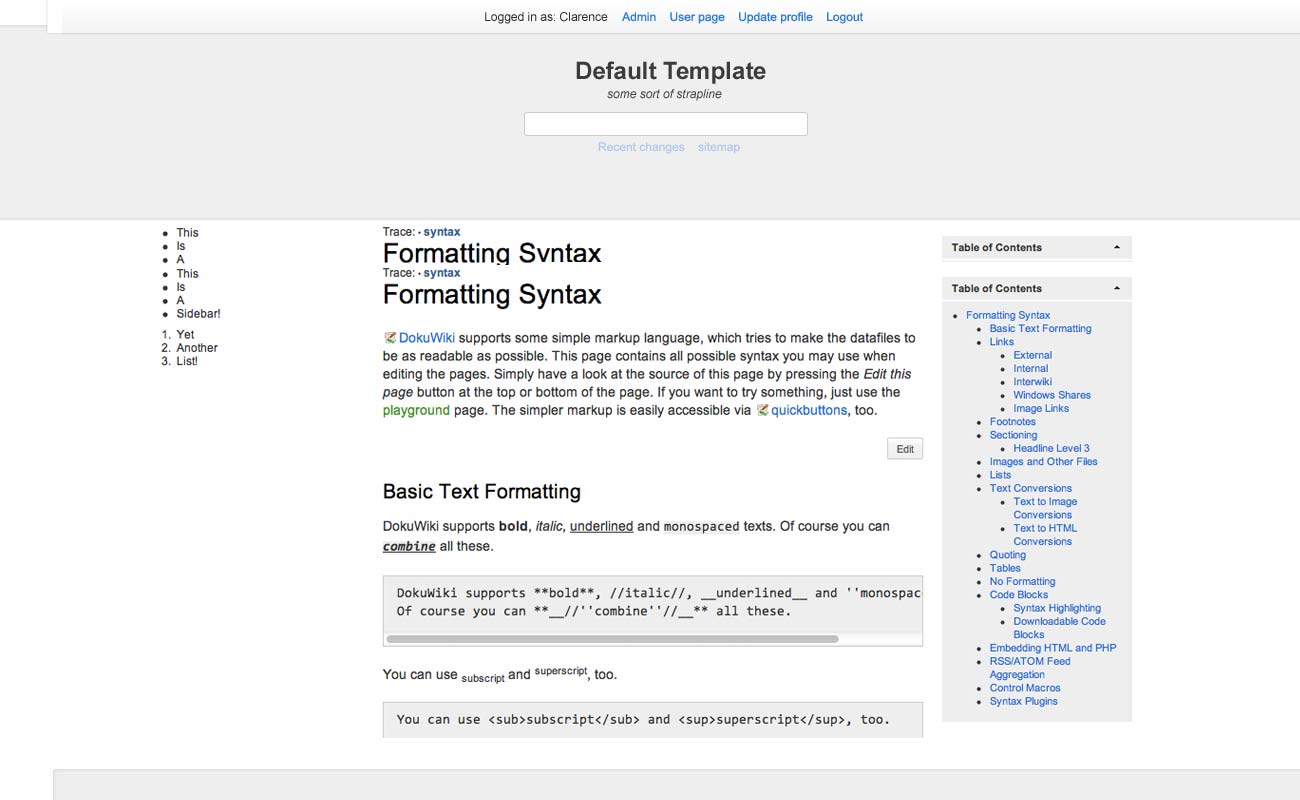 Logged in as: Clarence Admin User page Update profile Logout
Default Template
some sort of strapline
Recent changes sitemap
This
Is
A
This
Is
A
Sidebar!
1. Yet
2. Another
3. List!
Trace: • syntax
Formatting Syntax
Trace: • syntax
Formatting Syntax
DokuWiki supports some simple markup language, which tries to make the datafiles to
be as readable as possible. This page contains all possible syntax you may use when
editing the pages. Simply have a look at the source of this page by pressing the Edit this
page button at the top or bottom of the page. If you want to try something, just use the
playground page. The simpler markup is easily accessible via quickbuttons, too.
Edit
Basic Text Formatting
DokuWiki supports bold, italic, underlined and monospaced texts. Of course you can
combine all these.
DokuWiki supports **bold**, //italic//, __underlined__ and ''monospac
Of course you can **__//''combine''//__** all these.
You can use subscript and superscript, too.
You can use <sub>subscript</sub> and <sup>superscript</sup>, too.
Table of Contents
Table of Contents
Formatting Syntax
Basic Text Formatting
Links
External
Internal
Interwiki
Windows Shares
Image Links
Footnotes
Sectioning
Headline Level 3
Images and Other Files
Lists
Text Conversions
Text to Image
Conversions
Text to HTML
Conversions
Quoting
Tables
No Formatting
Code Blocks
Syntax Highlighting
Downloadable Code
Blocks
Embedding HTML and PHP
RSS/ATOM Feed
Aggregation
Control Macros
Syntax Plugins